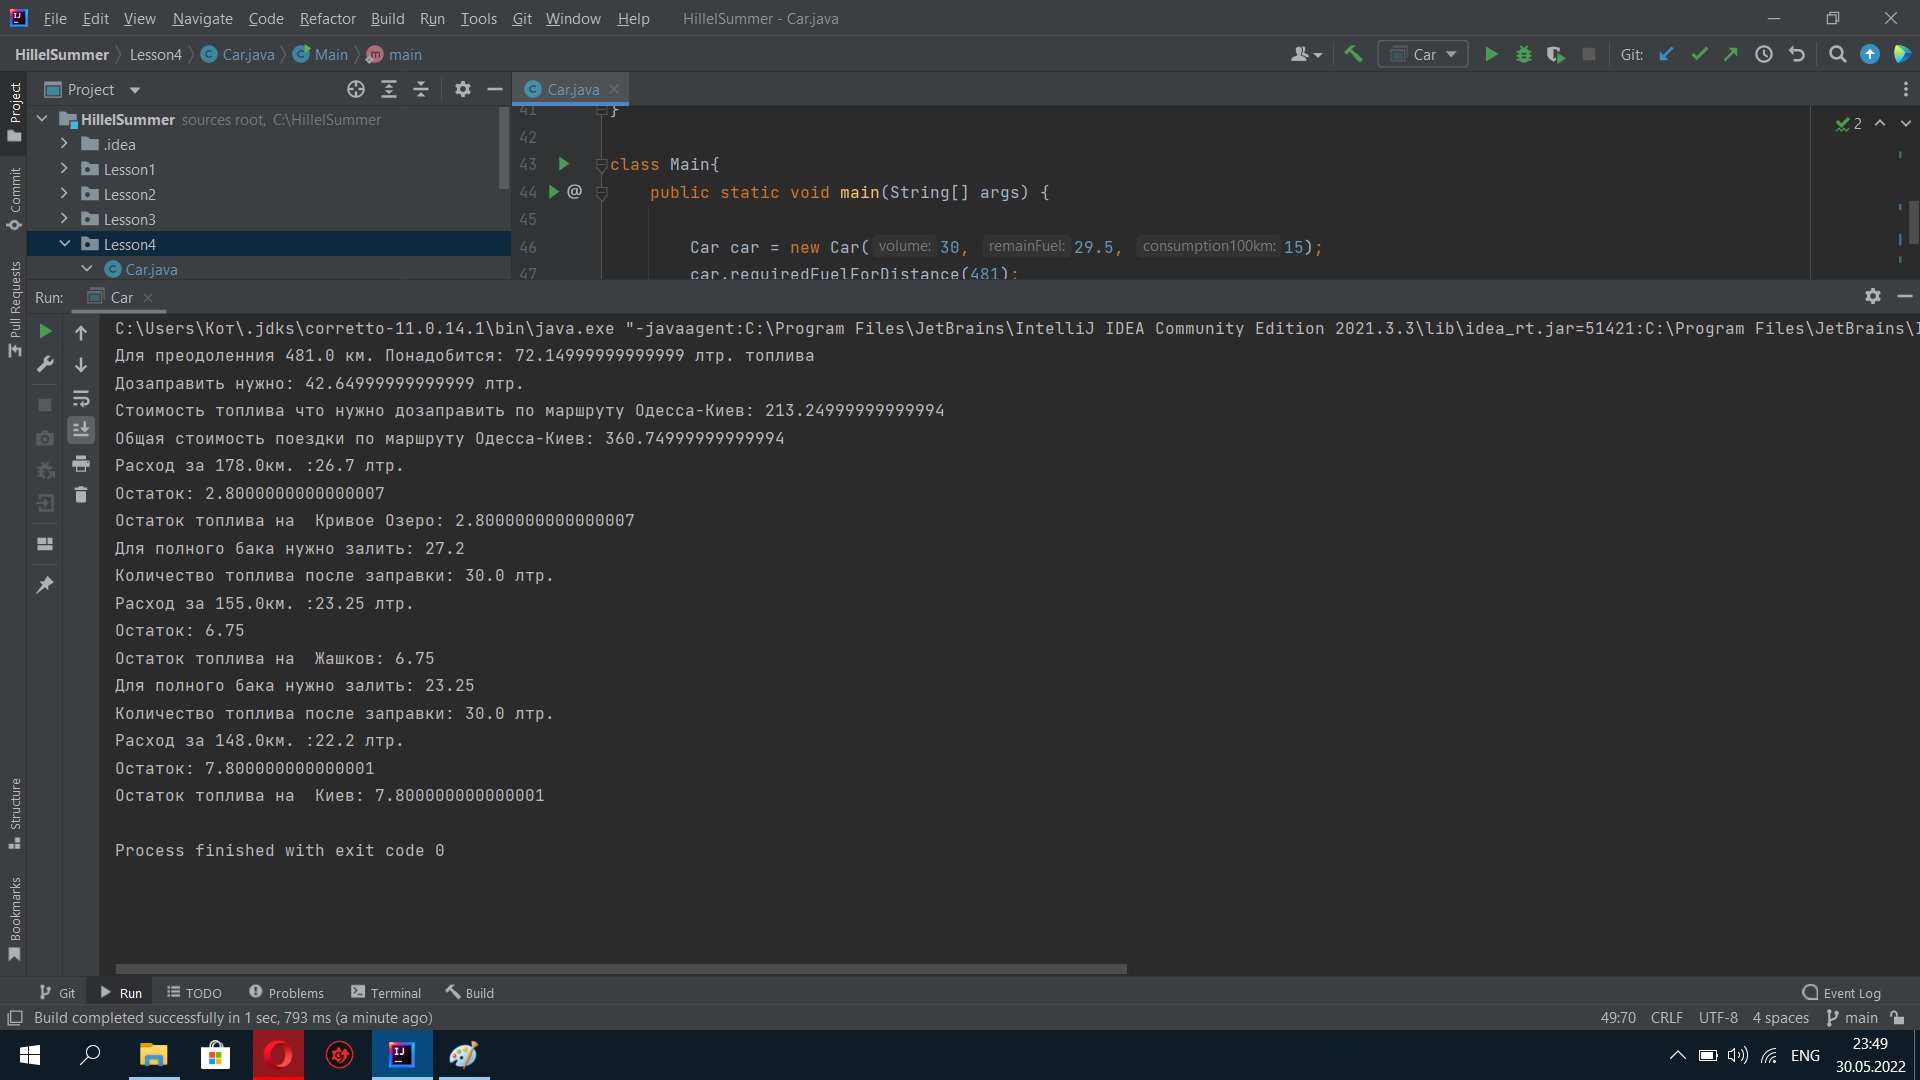 File Edit View Navigate Code Refactor Build Run Tools Git Window Help HillelSummer - Car.java
HillelSummer Lesson4 Car.java Main main Car Git:
Project Car.java
Project
HillelSummer sources root, C:\HillelSummer
.idea
Lesson1
Lesson2
Lesson3
Lesson4
Car.java
Commit
Pull Requests
41 }
42
43 class Main{
44 @ public static void main(String[] args) {
45
46 Car car = new Car( volume: 30, remainFuel: 29.5, consumption100km: 15);
47 car.requiredFuelForDistance(481);
2
Run: Car
C:\Users\Кот\.jdks\corretto-11.0.14.1\bin\java.exe "-javaagent:C:\Program Files\JetBrains\IntelliJ IDEA Community Edition 2021.3.3\lib\idea_rt.jar=51421:C:\Program Files\JetBrains\
Для преодоленния 481.0 км. Понадобится: 72.14999999999999 лтр. топлива
Дозаправить нужно: 42.64999999999999 лтр.
Стоимость топлива что нужно дозаправить по маршруту Одесса-Киев: 213.24999999999994
Общая стоимость поездки по маршруту Одесса-Киев: 360.74999999999994
Расход за 178.0км. :26.7 лтр.
Остаток: 2.8000000000000007
Остаток топлива на  Кривое Озеро: 2.8000000000000007
Для полного бака нужно залить: 27.2
Количество топлива после заправки: 30.0 лтр.
Расход за 155.0км. :23.25 лтр.
Остаток: 6.75
Остаток топлива на  Жашков: 6.75
Для полного бака нужно залить: 23.25
Количество топлива после заправки: 30.0 лтр.
Расход за 148.0км. :22.2 лтр.
Остаток: 7.800000000000001
Остаток топлива на  Киев: 7.800000000000001
Process finished with exit code 0
Structure
Bookmarks
Git Run TODO Problems Terminal Build Event Log
Build completed successfully in 1 sec, 793 ms (a minute ago) 49:70 CRLF UTF-8 4 spaces main
ENG 23:49
30.05.2022